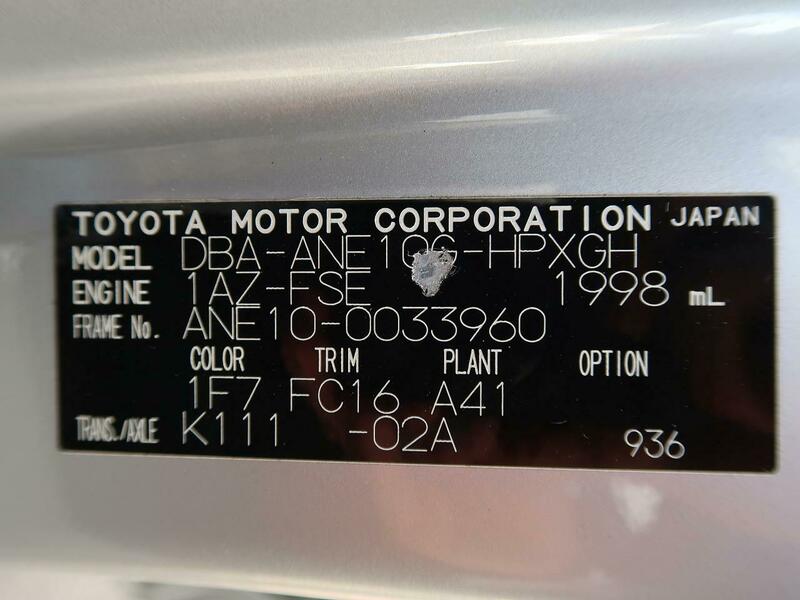 TOYOTA MOTOR CORPORATION JAPAN
MODEL DBA-ANE10G-HPXGH
ENGINE 1AZ-FSE 1998 mL
FRAME No. ANE10-0033960
COLOR TRIM PLANT OPTION
1F7 FC16 A41
TRANS./AXLE K111 -02A 936